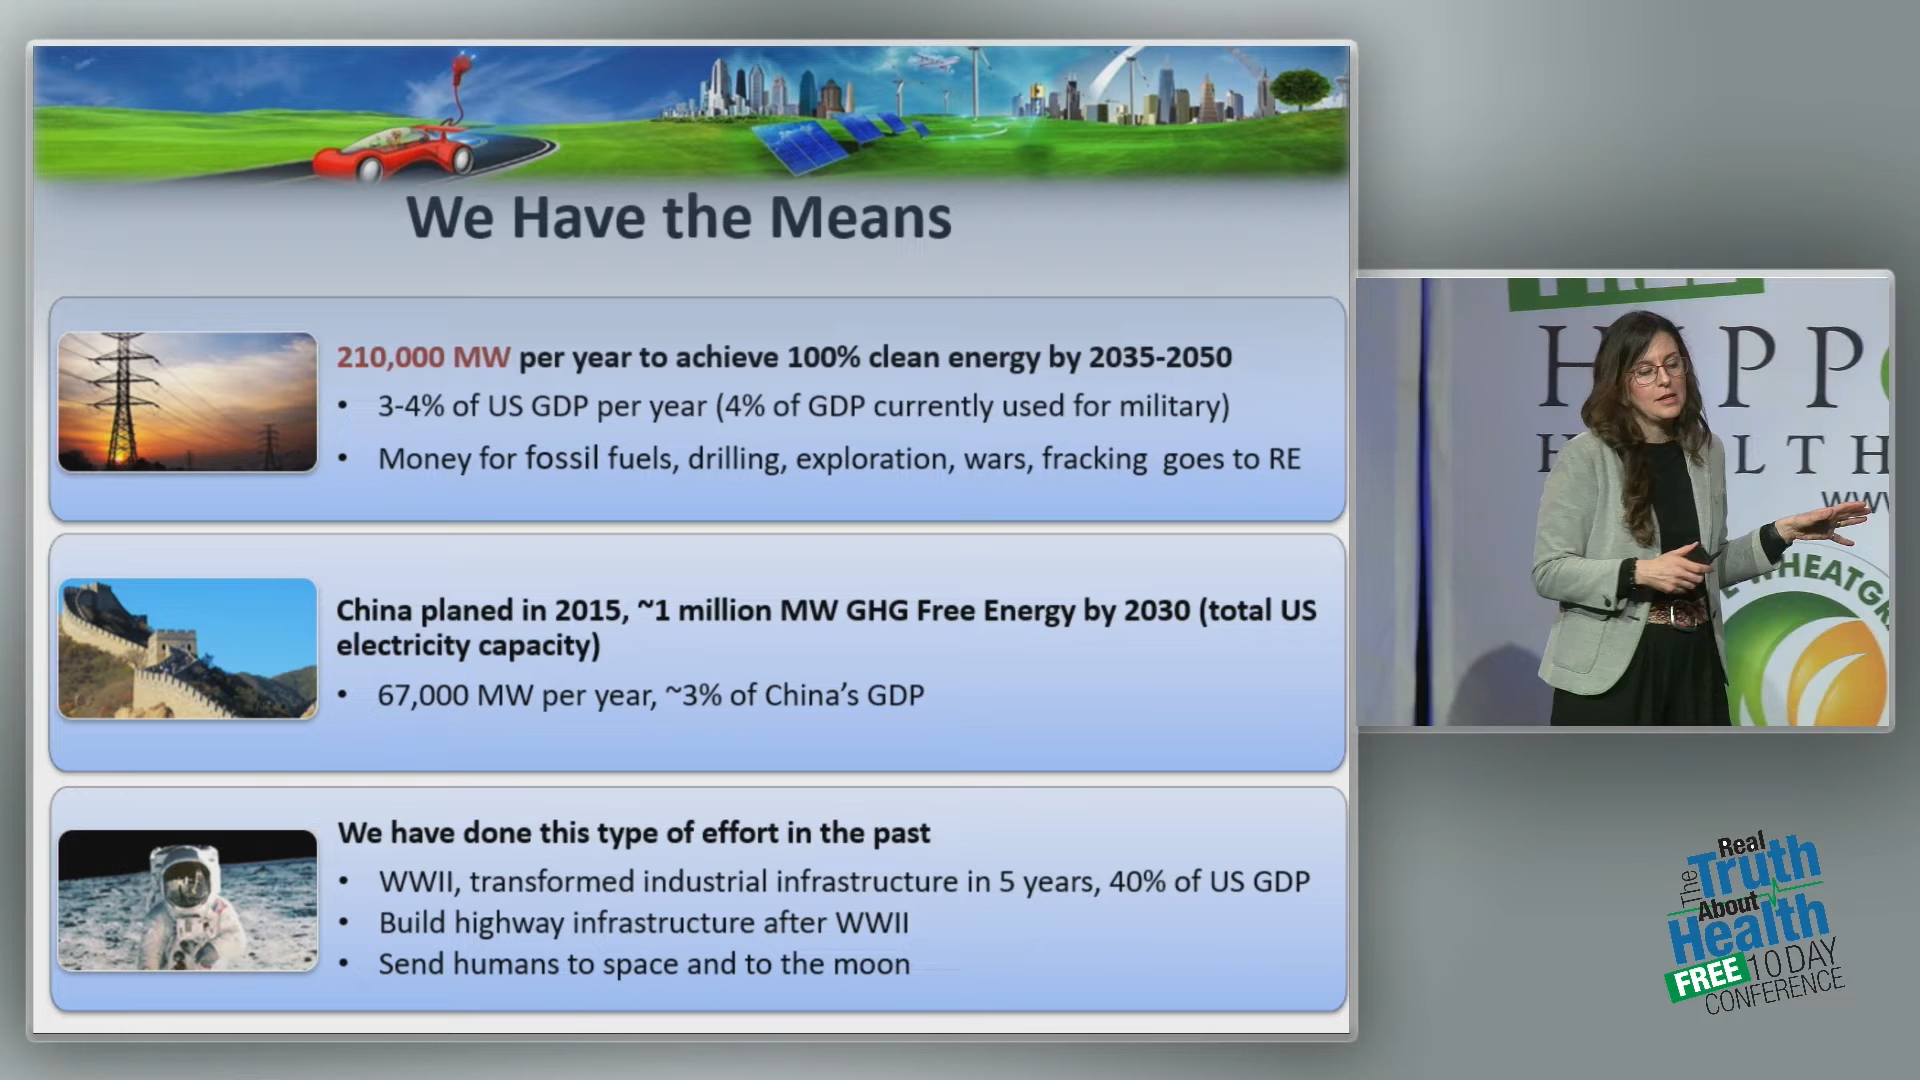 We Have the Means
210,000 MW per year to achieve 100% clean energy by 2035-2050
• 3-4% of US GDP per year (4% of GDP currently used for military)
• Money for fossil fuels, drilling, exploration, wars, fracking goes to RE
China planed in 2015, ~1 million MW GHG Free Energy by 2030 (total US
electricity capacity)
• 67,000 MW per year, ~3% of China's GDP
We have done this type of effort in the past
• WWII, transformed industrial infrastructure in 5 years, 40% of US GDP
• Build highway infrastructure after WWII
• Send humans to space and to the moon
The Real
Truth
About
Health
FREE 10 DAY
CONFERENCE